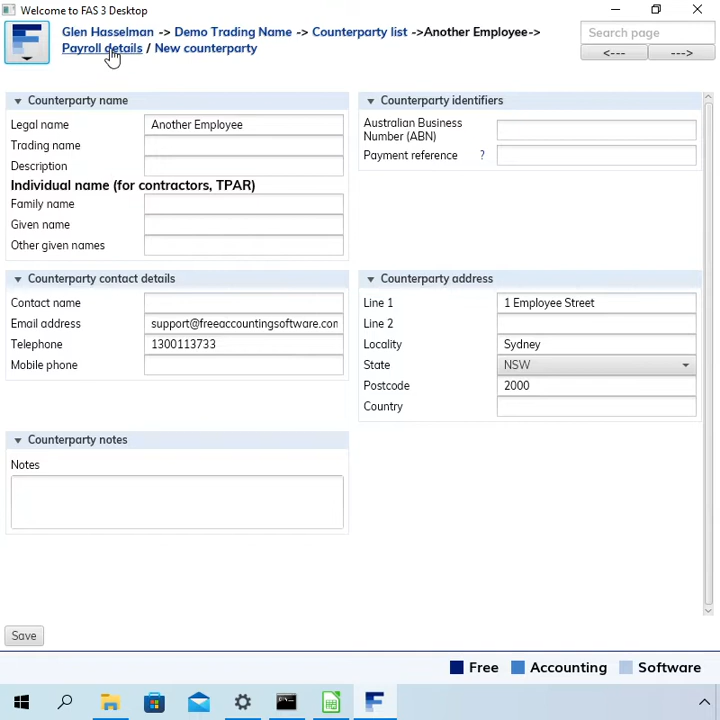 Welcome to FAS 3 Desktop
Glen Hasselman -> Demo Trading Name -> Counterparty list ->Another Employee->
Payroll details / New counterparty
Search page
<---
--->
Counterparty name
Legal name Another Employee
Trading name
Description
Individual name (for contractors, TPAR)
Family name
Given name
Other given names
Counterparty identifiers
Australian Business
Number (ABN)
Payment reference ?
Counterparty contact details
Contact name
Email address support@freeaccountingsoftware.con
Telephone 1300113733
Mobile phone
Counterparty address
Line 1 1 Employee Street
Line 2
Locality Sydney
State NSW
Postcode 2000
Country
Counterparty notes
Notes
Save
Free Accounting Software